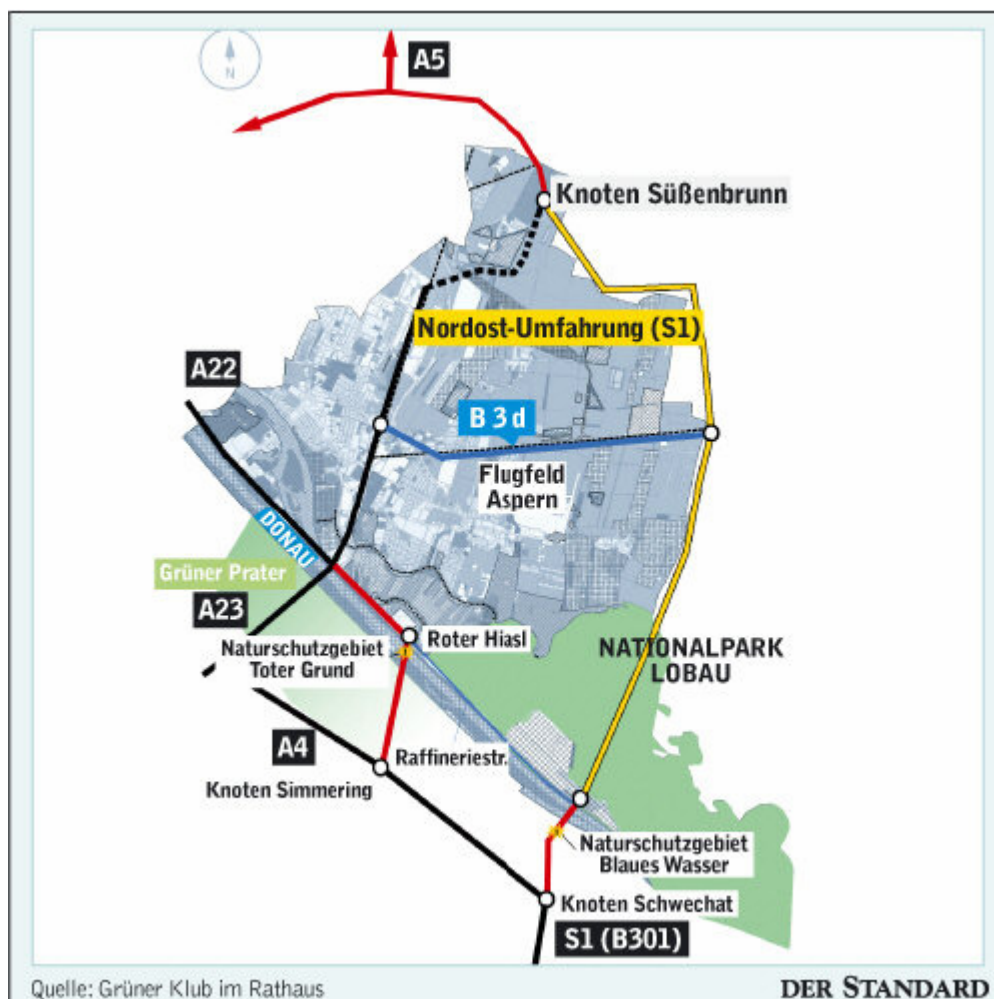 A5
N
Knoten Süßenbrunn
Nordost-Umfahrung (S1)
A22
B 3 d
Flugfeld
Aspern
DONAU
Grüner Prater
A23
Naturschutzgebiet
Toter Grund
Roter Hiasl
NATIONALPARK
LOBAU
A4
Raffineriestr.
Knoten Simmering
Naturschutzgebiet
Blaues Wasser
Knoten Schwechat
S1 (B301)
Quelle: Grüner Klub im Rathaus
DER STANDARD